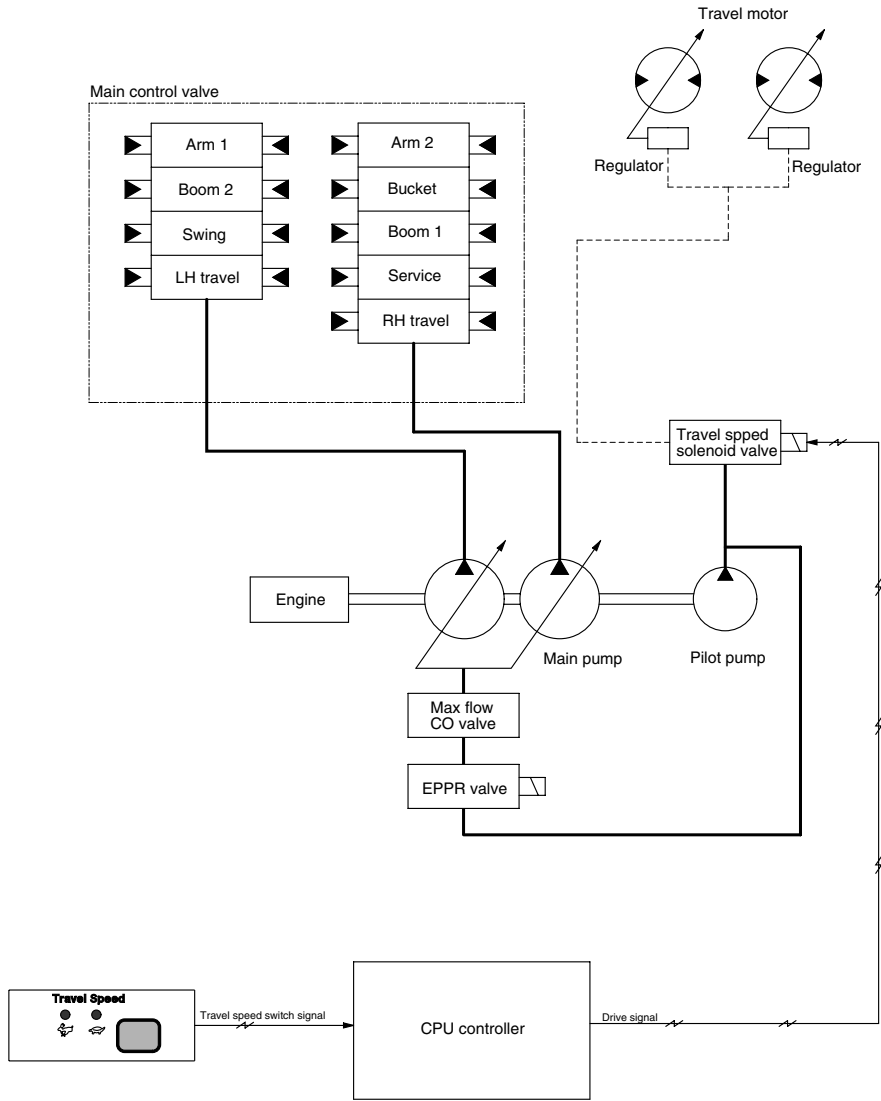 Travel motor
Regulator
Regulator
Main control valve
Arm 1
Boom 2
Swing
LH travel
Arm 2
Bucket
Boom 1
Service
RH travel
Travel spped
solenoid valve
Engine
Main pump
Pilot pump
Max flow
CO valve
EPPR valve
Travel Speed
Travel speed switch signal
CPU controller
Drive signal